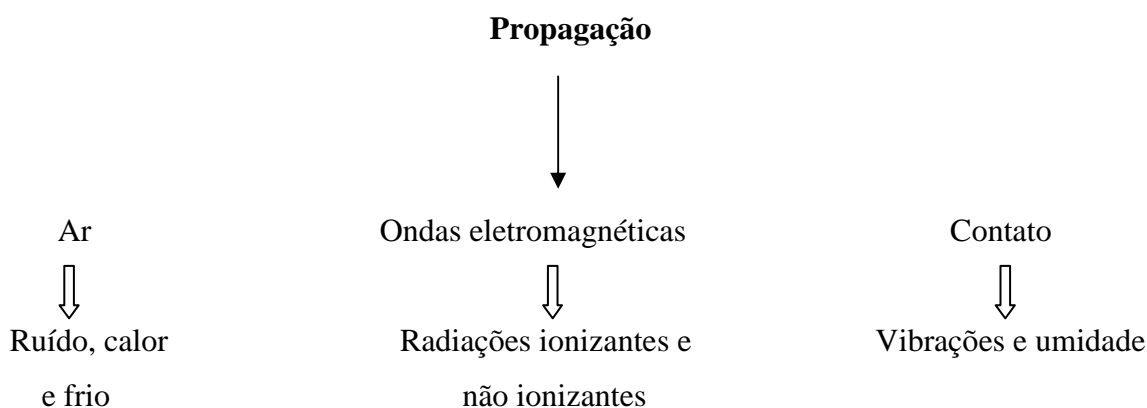 Propagação
Ar
Ondas eletromagnéticas
Contato
Ruído, calor
e frio
Radiações ionizantes e
não ionizantes
Vibrações e umidade